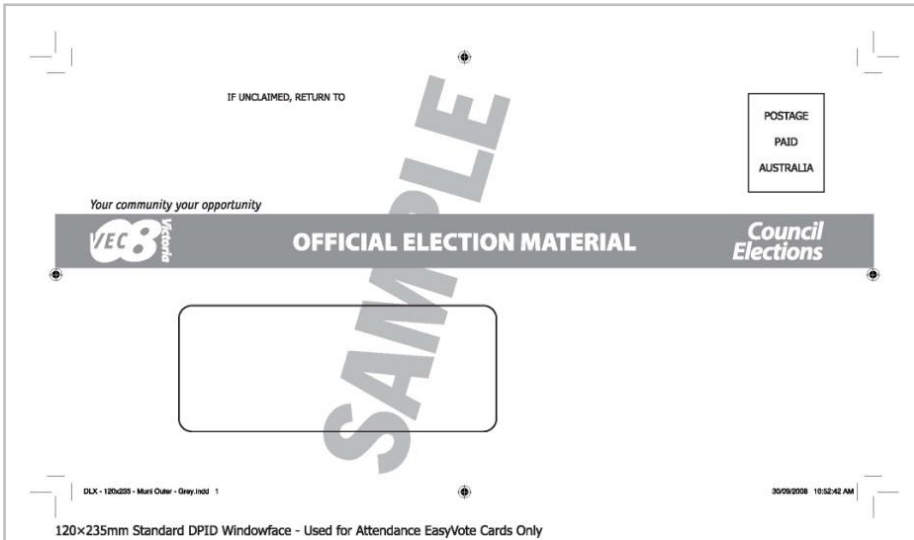 IF UNCLAIMED, RETURN TO
POSTAGE
PAID
AUSTRALIA
Your community your opportunity
VEC 08 Victoria
OFFICIAL ELECTION MATERIAL
Council
Elections
SAMPLE
DLX - 120x235 - Muni Outer - Grey.indd 1
30/09/2008 10:52:42 AM
120×235mm Standard DPID Windowface - Used for Attendance EasyVote Cards Only